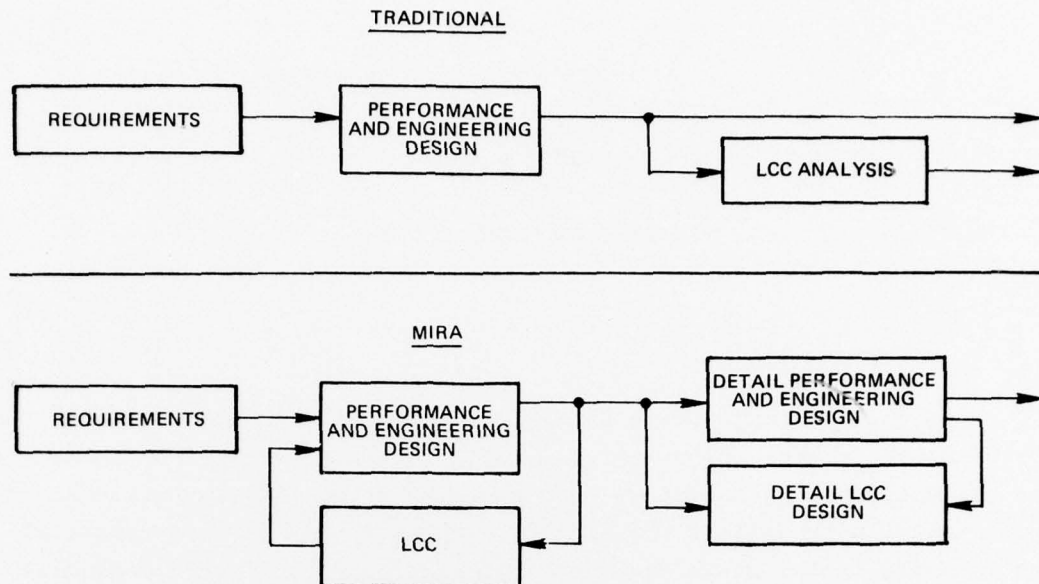 TRADITIONAL
REQUIREMENTS
PERFORMANCE
AND ENGINEERING
DESIGN
LCC ANALYSIS
MIRA
REQUIREMENTS
PERFORMANCE
AND ENGINEERING
DESIGN
LCC
DETAIL PERFORMANCE
AND ENGINEERING
DESIGN
DETAIL LCC
DESIGN